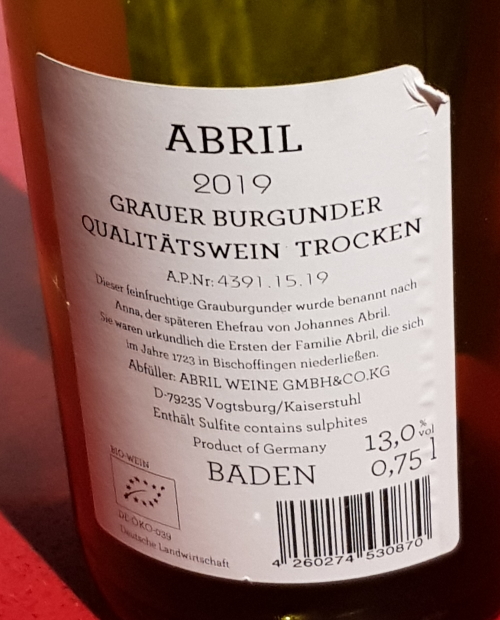 ABRIL
2019
GRAUER BURGUNDER
QUALITÄTSWEIN TROCKEN
A.P.Nr: 4391.15.19
Dieser feinfruchtige Grauburgunder wurde benannt nach
Anna, der späteren Ehefrau von Johannes Abril.
Sie waren urkundlich die Ersten der Familie Abril, die sich
im Jahre 1723 in Bischoffingen niederließen.
Abfüller: ABRIL WEINE GMBH&CO.KG
D-79235 Vogtsburg/Kaiserstuhl
Enthält Sulfite contains sulphites
Product of Germany
13,0 % vol
BADEN
0,75 l
BIO-WEIN
DE-ÖKO-039
Deutsche Landwirtschaft
4 260274 530870